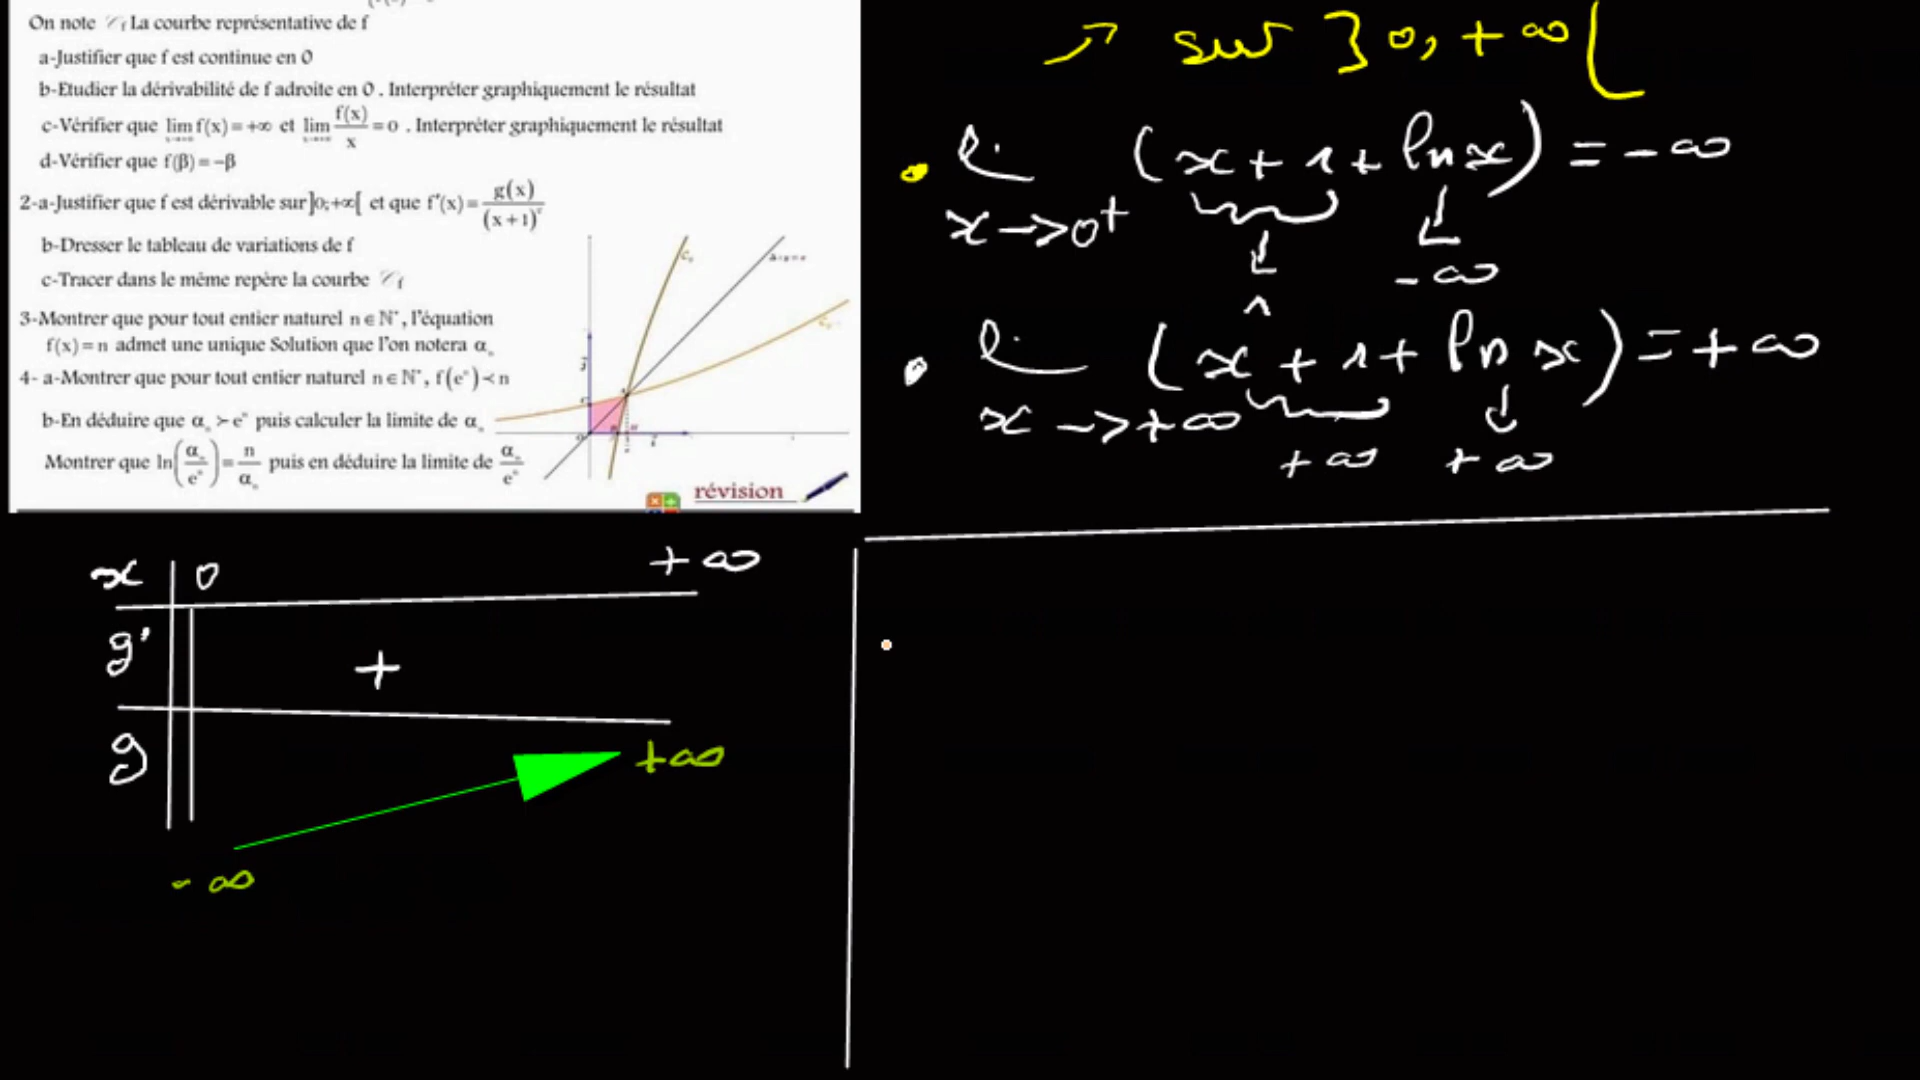 On note 𝒞f La courbe représentative de f
a-Justifier que f est continue en 0
b-Etudier la dérivabilité de f adroite en 0 . Interpréter graphiquement le résultat
c-Vérifier que lim f(x) = +∞ et lim f(x)/x = 0 . Interpréter graphiquement le résultat
d-Vérifier que f(β) = -β
2-a-Justifier que f est dérivable sur ]0;+∞[ et que f'(x) = g(x)/(x+1)²
b-Dresser le tableau de variations de f
c-Tracer dans le même repère la courbe 𝒞f
3-Montrer que pour tout entier naturel n ∈ ℕ*, l'équation
f(x) = n admet une unique Solution que l'on notera αₙ
4- a-Montrer que pour tout entier naturel n ∈ ℕ*, f(eⁿ) ≺ n
b-En déduire que αₙ ≻ eⁿ puis calculer la limite de αₙ
Montrer que ln(αₙ/eⁿ) = n/αₙ puis en déduire la limite de αₙ/eⁿ
révision
↗ sur ]0, +∞[
• li (x + 1 + ln x) = -∞
x → 0⁺
1
-∞
• li (x + 1 + ln x) = +∞
x → +∞
+∞ +∞
x 0 +∞
g' +
g +∞
-∞